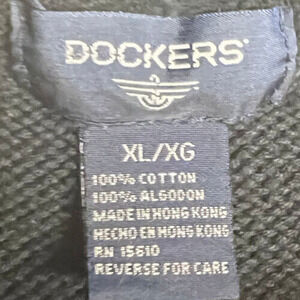 DOCKERS
XL/XG
100% COTTON
100% ALGODON
MADE IN HONG KONG
HECHO EN HONG KONG
RN 15610
REVERSE FOR CARE